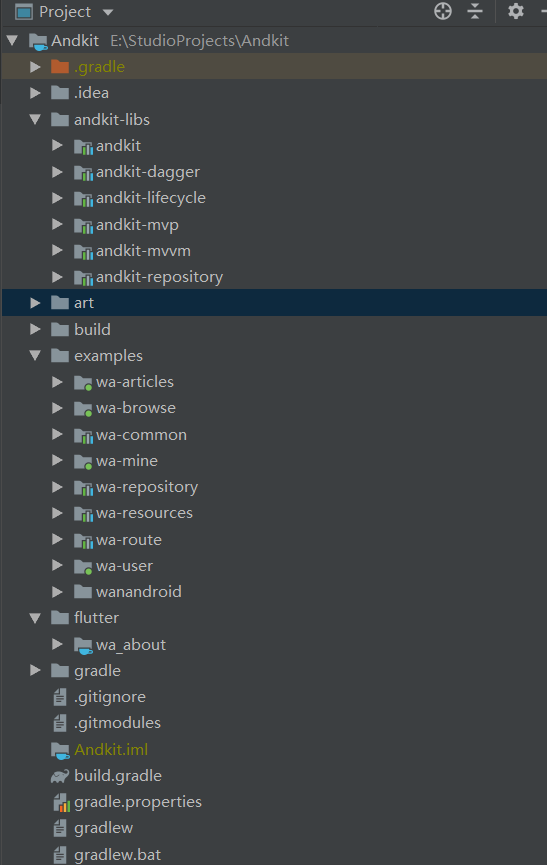 Project
Andkit E:\StudioProjects\Andkit
.gradle
.idea
andkit-libs
andkit
andkit-dagger
andkit-lifecycle
andkit-mvp
andkit-mvvm
andkit-repository
art
build
examples
wa-articles
wa-browse
wa-common
wa-mine
wa-repository
wa-resources
wa-route
wa-user
wanandroid
flutter
wa_about
gradle
.gitignore
.gitmodules
Andkit.iml
build.gradle
gradle.properties
gradlew
gradlew.bat